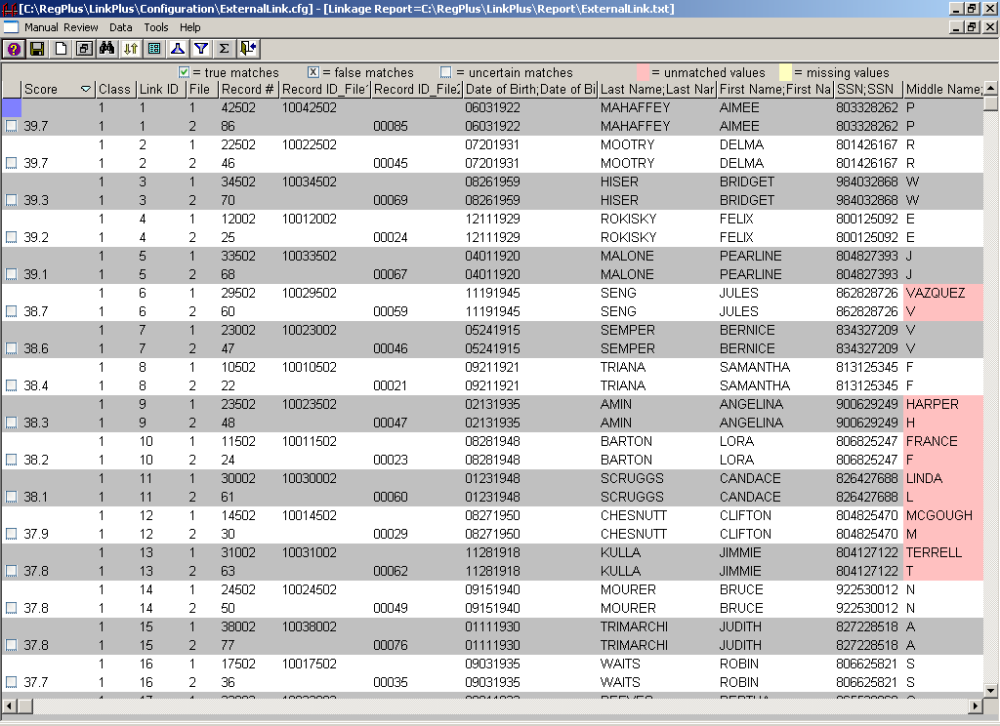 [C:\RegPlus\LinkPlus\Configuration\ExternalLink.cfg] - [Linkage Report=C:\RegPlus\LinkPlus\Report\ExternalLink.txt]
Manual Review Data Tools Help
= true matches = false matches = uncertain matches = unmatched values = missing values
Score Class Link ID File Record # Record ID_File1 Record ID_File2 Date of Birth;Date of Bi Last Name;Last Nar First Name;First Na SSN;SSN Middle Name;
1 1 1 42502 10042502 06031922 MAHAFFEY AIMEE 803328262 P
39.7 1 1 2 86 00085 06031922 MAHAFFEY AIMEE 803328262 P
1 2 1 22502 10022502 07201931 MOOTRY DELMA 801426167 R
39.7 1 2 2 46 00045 07201931 MOOTRY DELMA 801426167 R
1 3 1 34502 10034502 08261959 HISER BRIDGET 984032868 W
39.3 1 3 2 70 00069 08261959 HISER BRIDGET 984032868 W
1 4 1 12002 10012002 12111929 ROKISKY FELIX 800125092 E
39.2 1 4 2 25 00024 12111929 ROKISKY FELIX 800125092 E
1 5 1 33502 10033502 04011920 MALONE PEARLINE 804827393 J
39.1 1 5 2 68 00067 04011920 MALONE PEARLINE 804827393 J
1 6 1 29502 10029502 11191945 SENG JULES 862828726 VAZQUEZ
38.7 1 6 2 60 00059 11191945 SENG JULES 862828726 V
1 7 1 23002 10023002 05241915 SEMPER BERNICE 834327209 V
38.6 1 7 2 47 00046 05241915 SEMPER BERNICE 834327209 V
1 8 1 10502 10010502 09211921 TRIANA SAMANTHA 813125345 F
38.4 1 8 2 22 00021 09211921 TRIANA SAMANTHA 813125345 F
1 9 1 23502 10023502 02131935 AMIN ANGELINA 900629249 HARPER
38.3 1 9 2 48 00047 02131935 AMIN ANGELINA 900629249 H
1 10 1 11502 10011502 08281948 BARTON LORA 806825247 FRANCE
38.2 1 10 2 24 00023 08281948 BARTON LORA 806825247 F
1 11 1 30002 10030002 01231948 SCRUGGS CANDACE 826427688 LINDA
38.1 1 11 2 61 00060 01231948 SCRUGGS CANDACE 826427688 L
1 12 1 14502 10014502 08271950 CHESNUTT CLIFTON 804825470 MCGOUGH
37.9 1 12 2 30 00029 08271950 CHESNUTT CLIFTON 804825470 M
1 13 1 31002 10031002 11281918 KULLA JIMMIE 804127122 TERRELL
37.8 1 13 2 63 00062 11281918 KULLA JIMMIE 804127122 T
1 14 1 24502 10024502 09151940 MOURER BRUCE 922530012 N
37.8 1 14 2 50 00049 09151940 MOURER BRUCE 922530012 N
1 15 1 38002 10038002 01111930 TRIMARCHI JUDITH 827228518 A
37.8 1 15 2 77 00076 01111930 TRIMARCHI JUDITH 827228518 A
1 16 1 17502 10017502 09031935 WAITS ROBIN 806625821 S
37.7 1 16 2 36 00035 09031935 WAITS ROBIN 806625821 S